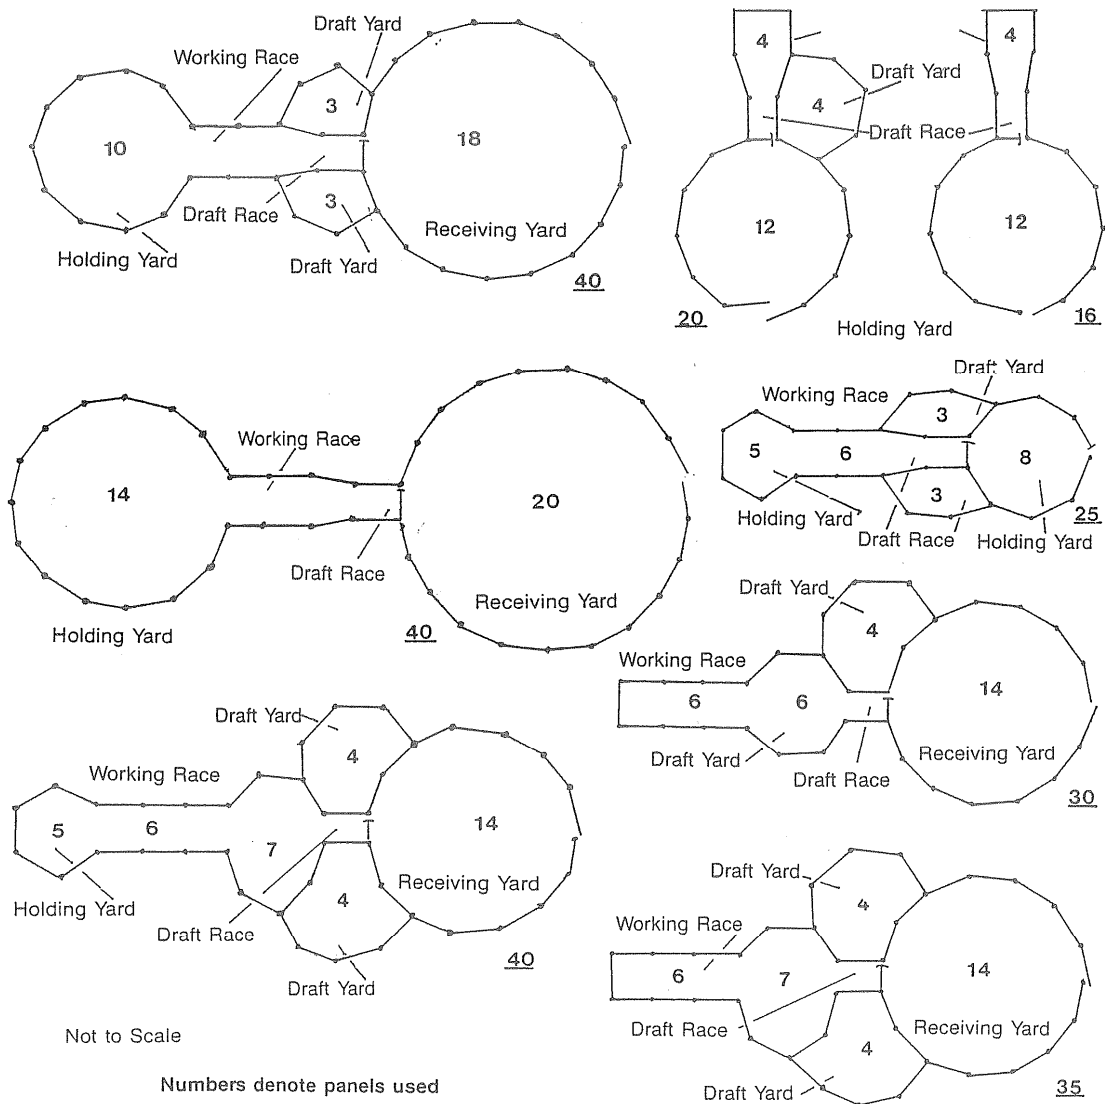 Draft Yard
Working Race
3
10
18
3
Draft Race
Receiving Yard
Holding Yard
Draft Yard
40
4
4
Draft Yard
4
Draft Race
12
12
20
16
Holding Yard
Working Race
14
20
Draft Race
Receiving Yard
Holding Yard
40
Draft Yard
Working Race
3
5
6
8
3
Holding Yard
25
Draft Race
Holding Yard
Draft Yard
4
Working Race
6
6
14
Draft Yard
Receiving Yard
Draft Race
30
Draft Yard
4
Working Race
5
6
7
14
Receiving Yard
4
Holding Yard
Draft Race
40
Draft Yard
Draft Yard
4
Working Race
6
7
14
Draft Race
Receiving Yard
4
Draft Yard
35
Not to Scale
Numbers denote panels used